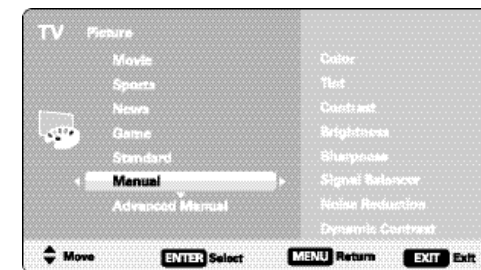 TV Picture
Movie
Sports
News
Game
Standard
Manual
Advanced Manual
Color
Tint
Contrast
Brightness
Sharpness
Signal Balancer
Noise Reduction
Dynamic Contrast
Move ENTER Select MENU Return EXIT Exit